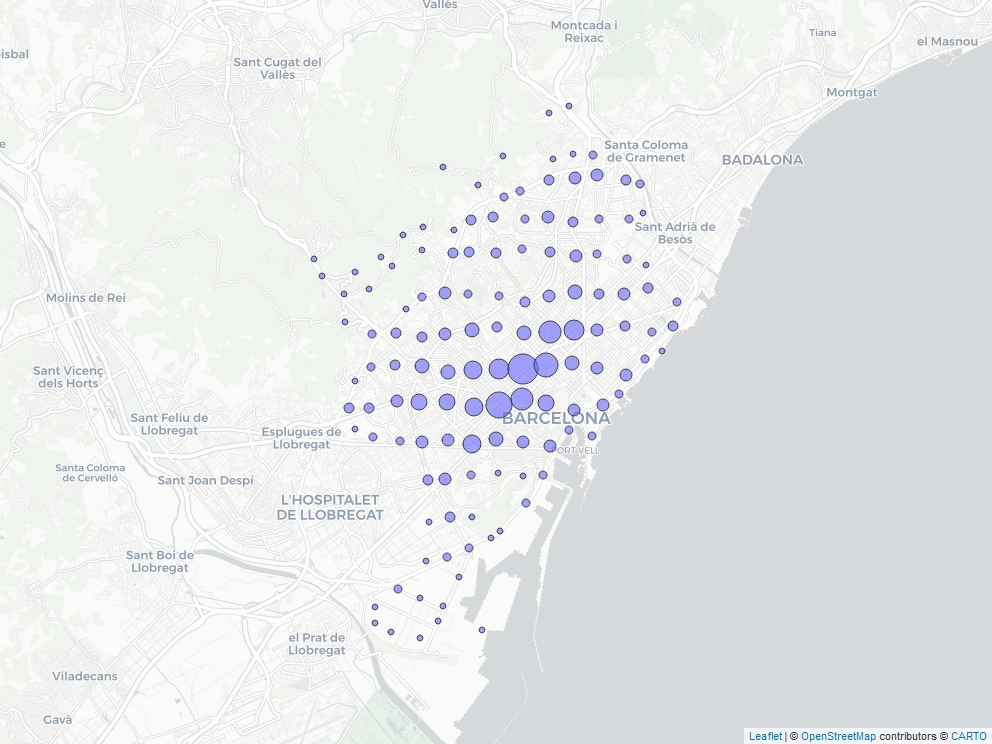 Vallès
Montcada i
Reixac
Tiana
el Masnou
Sant Cugat del
Vallès
Montgat
Santa Coloma
de Gramenet
BADALONA
Sant Adrià de
Besòs
Molins de Rei
Sant Vicenç
dels Horts
Sant Feliu de
Llobregat
BARCELONA
Esplugues de
Llobregat
Santa Coloma
de Cervelló
Sant Joan Despí
L'HOSPITALET
DE LLOBREGAT
Sant Boi de
Llobregat
el Prat de
Llobregat
Viladecans
Gavà
Leaflet | © OpenStreetMap contributors © CARTO